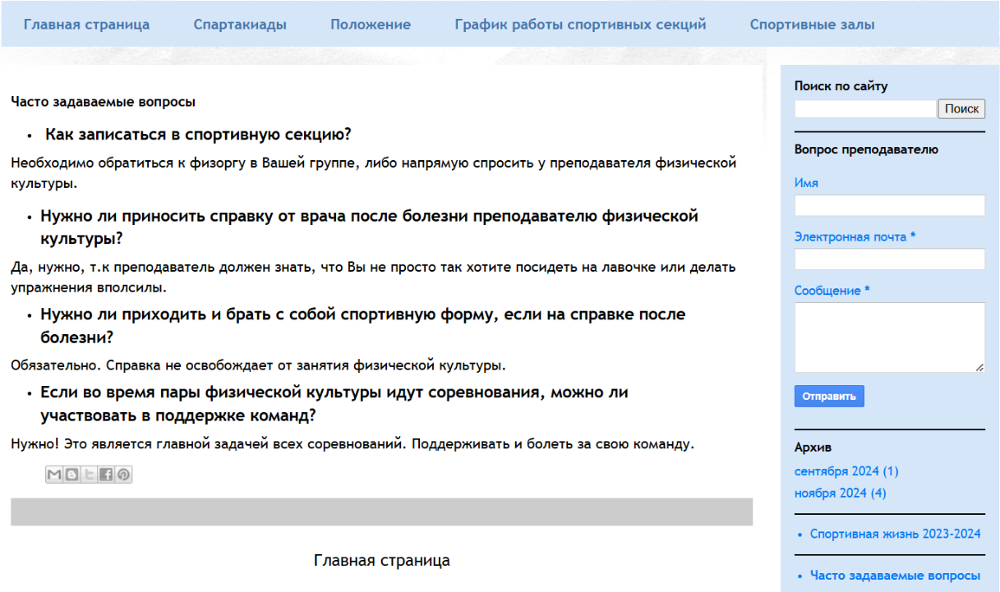 Главная страница Спартакиады Положение График работы спортивных секций Спортивные залы
Часто задаваемые вопросы
• Как записаться в спортивную секцию?
Необходимо обратиться к физоргу в Вашей группе, либо напрямую спросить у преподавателя физической
культуры.
• Нужно ли приносить справку от врача после болезни преподавателю физической
культуры?
Да, нужно, т.к преподаватель должен знать, что Вы не просто так хотите посидеть на лавочке или делать
упражнения вполсилы.
• Нужно ли приходить и брать с собой спортивную форму, если на справке после
болезни?
Обязательно. Справка не освобождает от занятия физической культуры.
• Если во время пары физической культуры идут соревнования, можно ли
участвовать в поддержке команд?
Нужно! Это является главной задачей всех соревнований. Поддерживать и болеть за свою команду.
Главная страница
Поиск по сайту
Поиск
Вопрос преподавателю
Имя
Электронная почта *
Сообщение *
Отправить
Архив
сентября 2024 (1)
ноября 2024 (4)
• Спортивная жизнь 2023-2024
• Часто задаваемые вопросы